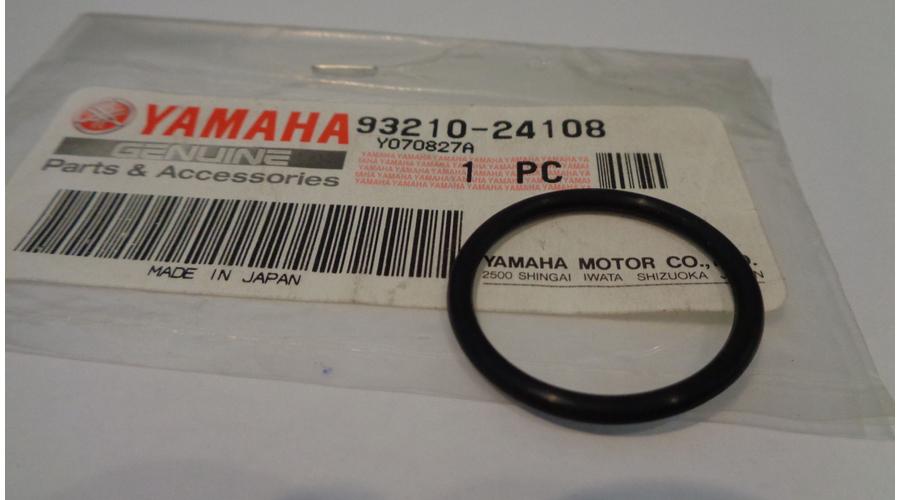 YAMAHA 93210-24108
GENUINE Y070827A
Parts & Accessories 1 PC
MADE IN JAPAN
YAMAHA MOTOR CO.,
2500 SHINGAI IWATA SHIZUOKA